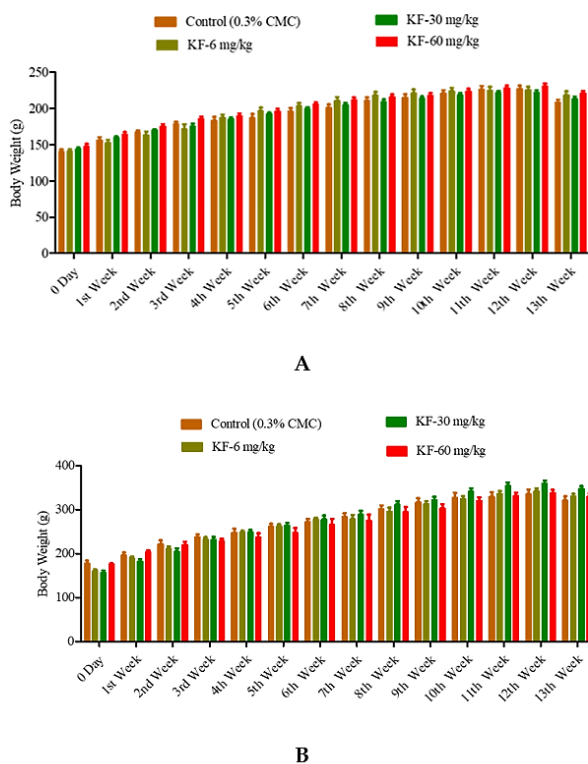 Control (0.3% CMC) KF-30 mg/kg
KF-6 mg/kg KF-60 mg/kg
Body Weight (g)
250
200
150
100
50
0
0 Day 1st Week 2nd Week 3rd Week 4th Week 5th Week 6th Week 7th Week 8th Week 9th Week 10th Week 11th Week 12th Week 13th Week
A
Control (0.3% CMC) KF-30 mg/kg
KF-6 mg/kg KF-60 mg/kg
Body Weight (g)
400
300
200
100
0
0 Day 1st Week 2nd Week 3rd Week 4th Week 5th Week 6th Week 7th Week 8th Week 9th Week 10th Week 11th Week 12th Week 13th Week
B